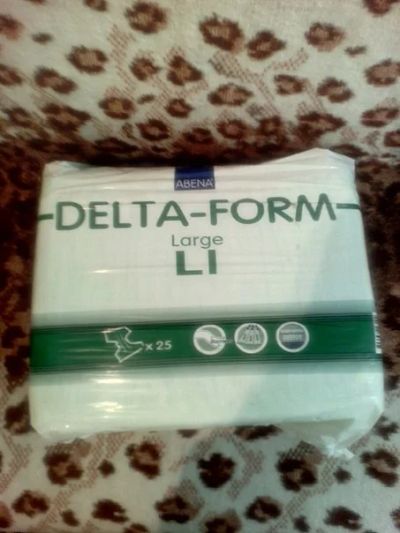 ABENA
DELTA-FORM
Large
L1
x 25